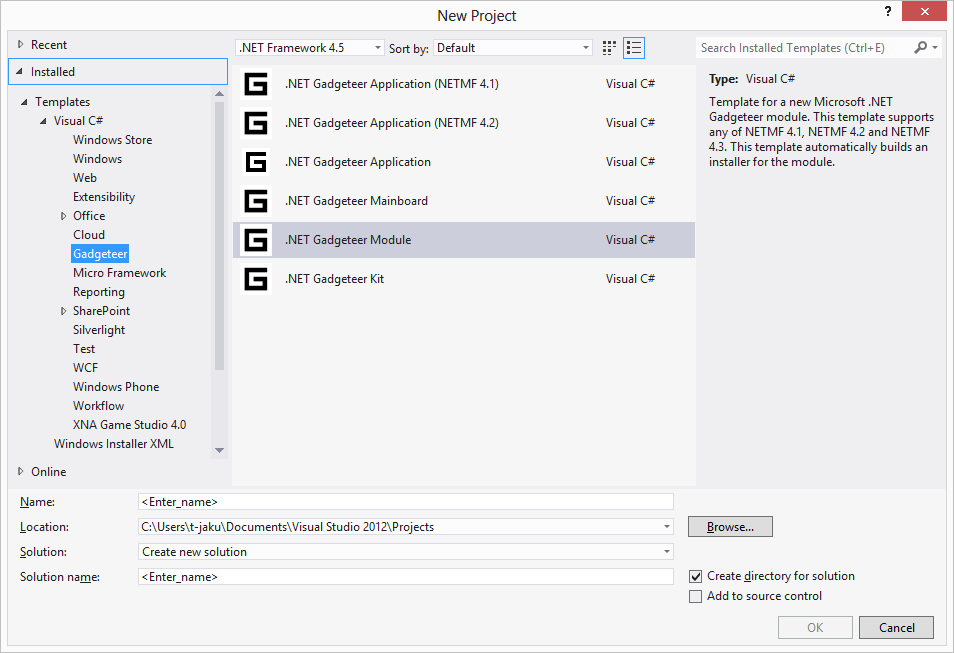 New Project
?
Recent
Installed
Templates
Visual C#
Windows Store
Windows
Web
Extensibility
Office
Cloud
Gadgeteer
Micro Framework
Reporting
SharePoint
Silverlight
Test
WCF
Windows Phone
Workflow
XNA Game Studio 4.0
Windows Installer XML
Online
.NET Framework 4.5 Sort by: Default
.NET Gadgeteer Application (NETMF 4.1) Visual C#
.NET Gadgeteer Application (NETMF 4.2) Visual C#
.NET Gadgeteer Application Visual C#
.NET Gadgeteer Mainboard Visual C#
.NET Gadgeteer Module Visual C#
.NET Gadgeteer Kit Visual C#
Search Installed Templates (Ctrl+E)
Type: Visual C#
Template for a new Microsoft .NET
Gadgeteer module. This template supports
any of NETMF 4.1, NETMF 4.2 and NETMF
4.3. This template automatically builds an
installer for the module.
Name: <Enter_name>
Location: C:\Users\t-jaku\Documents\Visual Studio 2012\Projects Browse...
Solution: Create new solution
Solution name: <Enter_name>
Create directory for solution
Add to source control
OK Cancel